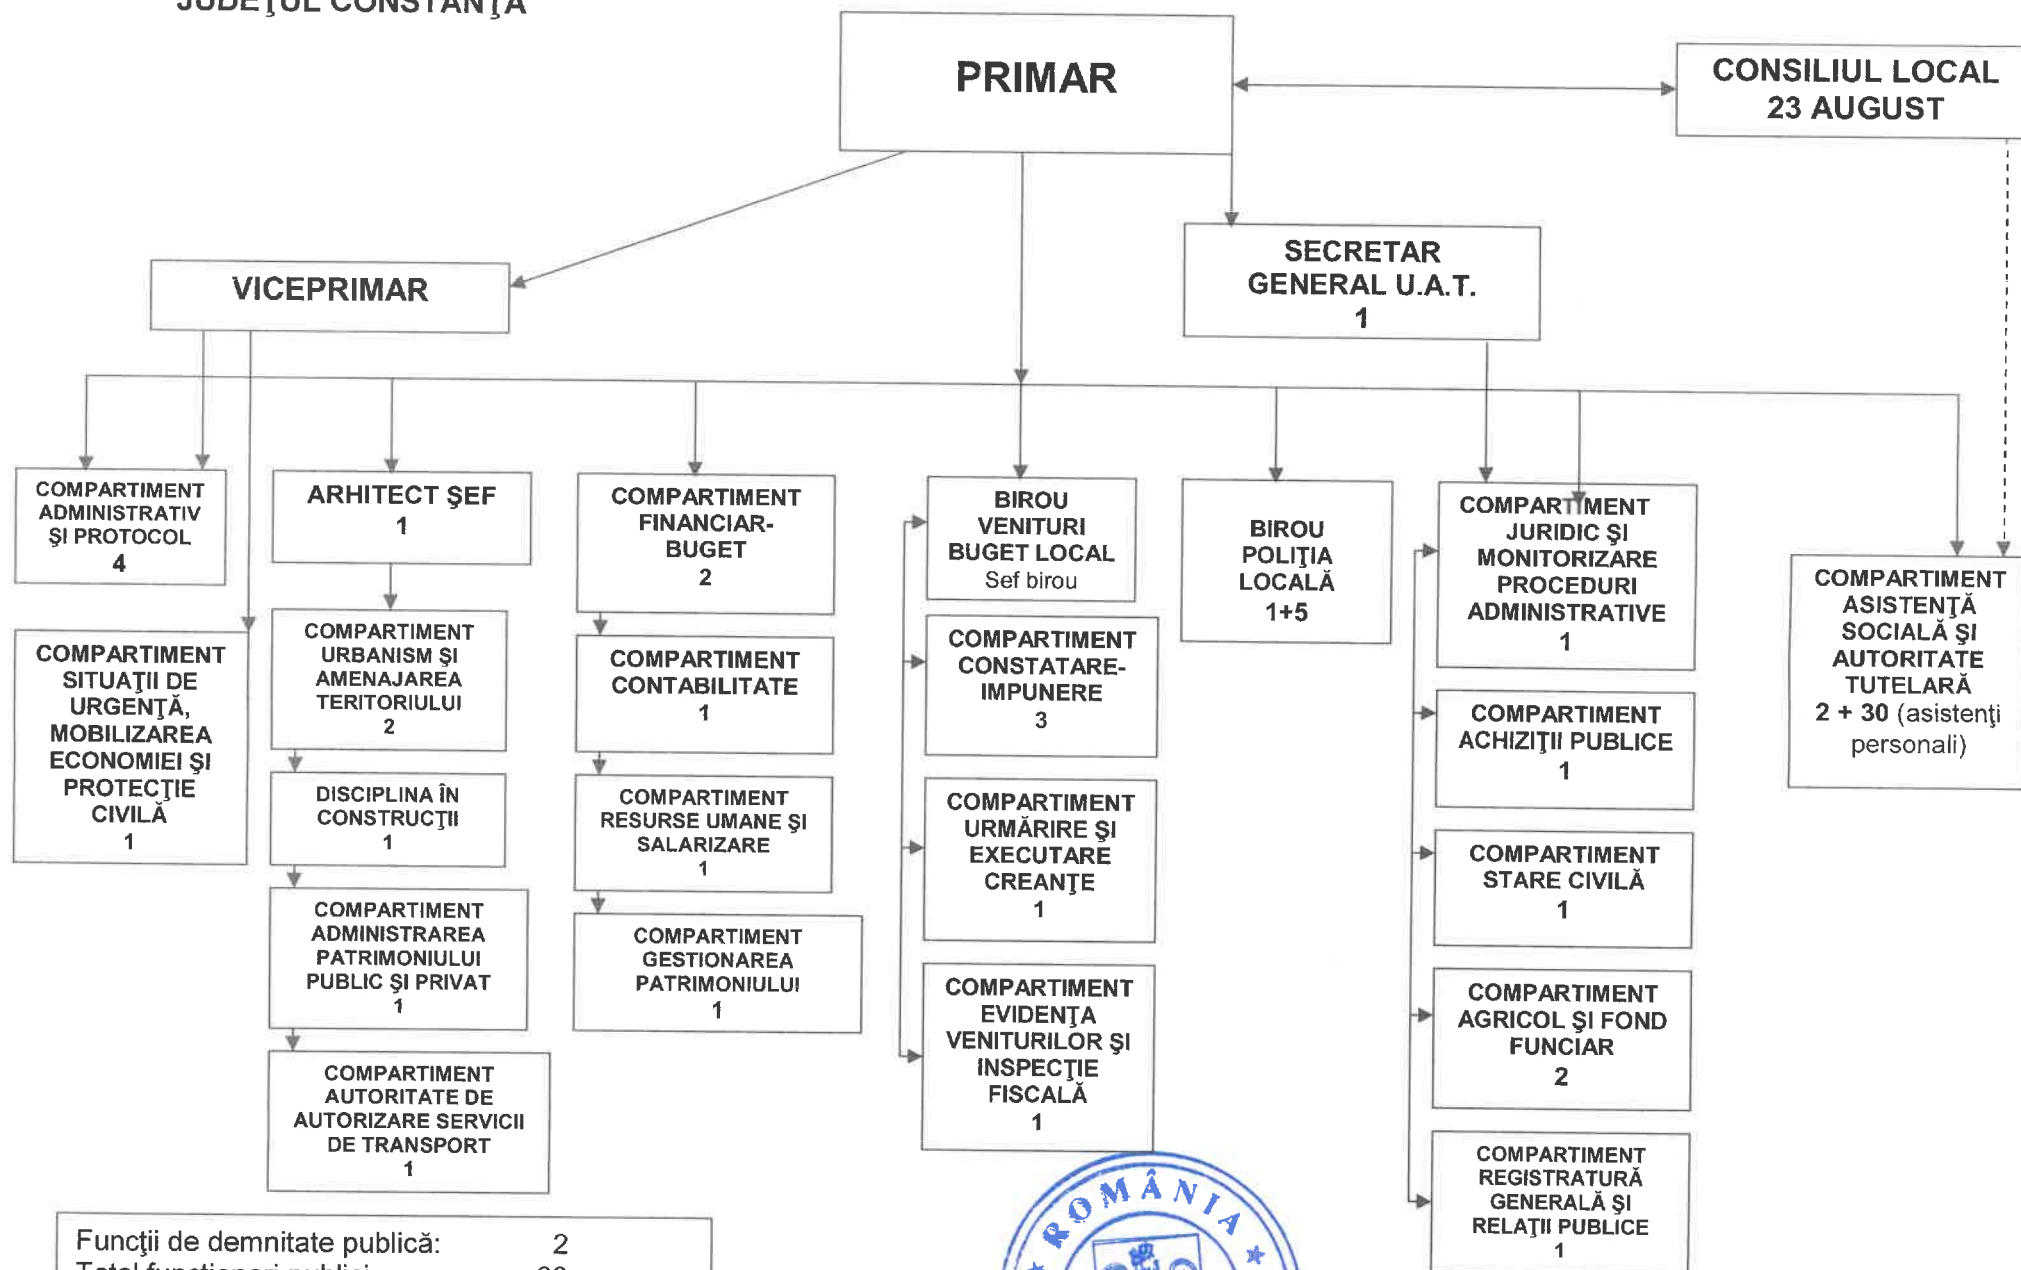 JUDEŢUL CONSTANŢA
PRIMAR
CONSILIUL LOCAL
23 AUGUST
SECRETAR
GENERAL U.A.T.
1
VICEPRIMAR
COMPARTIMENT
ADMINISTRATIV
ŞI PROTOCOL
4
COMPARTIMENT
SITUAŢII DE
URGENŢĂ,
MOBILIZAREA
ECONOMIEI ŞI
PROTECŢIE
CIVILĂ
1
ARHITECT ŞEF
1
COMPARTIMENT
URBANISM ŞI
AMENAJAREA
TERITORIULUI
2
DISCIPLINA ÎN
CONSTRUCŢII
1
COMPARTIMENT
ADMINISTRAREA
PATRIMONIULUI
PUBLIC ŞI PRIVAT
1
COMPARTIMENT
AUTORITATE DE
AUTORIZARE SERVICII
DE TRANSPORT
1
COMPARTIMENT
FINANCIAR-
BUGET
2
COMPARTIMENT
CONTABILITATE
1
COMPARTIMENT
RESURSE UMANE ŞI
SALARIZARE
1
COMPARTIMENT
GESTIONAREA
PATRIMONIULUI
1
BIROU
VENITURI
BUGET LOCAL
Sef birou
COMPARTIMENT
CONSTATARE-
IMPUNERE
3
COMPARTIMENT
URMĂRIRE ŞI
EXECUTARE
CREANŢE
1
COMPARTIMENT
EVIDENŢA
VENITURILOR ŞI
INSPECŢIE
FISCALĂ
1
BIROU
POLIŢIA
LOCALĂ
1+5
COMPARTIMENT
JURIDIC ŞI
MONITORIZARE
PROCEDURI
ADMINISTRATIVE
1
COMPARTIMENT
ACHIZIŢII PUBLICE
1
COMPARTIMENT
STARE CIVILĂ
1
COMPARTIMENT
AGRICOL ŞI FOND
FUNCIAR
2
COMPARTIMENT
REGISTRATURĂ
GENERALĂ ŞI
RELAŢII PUBLICE
1
COMPARTIMENT
ASISTENŢĂ
SOCIALĂ ŞI
AUTORITATE
TUTELARĂ
2 + 30 (asistenţi
personali)
Funcţii de demnitate publică: 2
ROMÂNIA